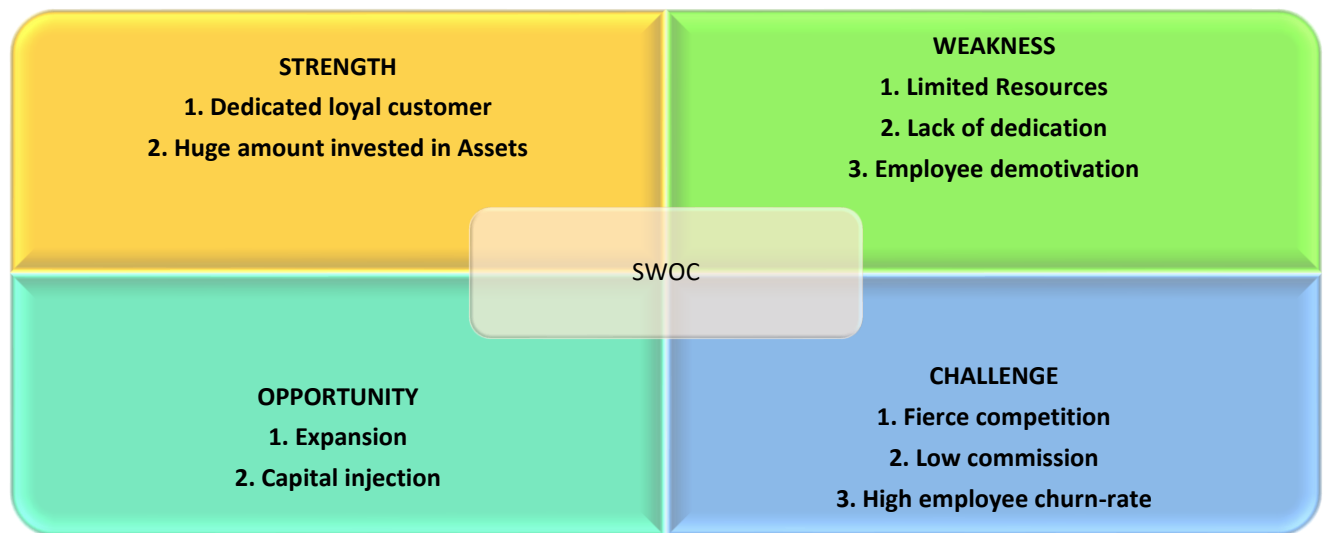 STRENGTH
1. Dedicated loyal customer
2. Huge amount invested in Assets
WEAKNESS
1. Limited Resources
2. Lack of dedication
3. Employee demotivation
SWOC
OPPORTUNITY
1. Expansion
2. Capital injection
CHALLENGE
1. Fierce competition
2. Low commission
3. High employee churn-rate